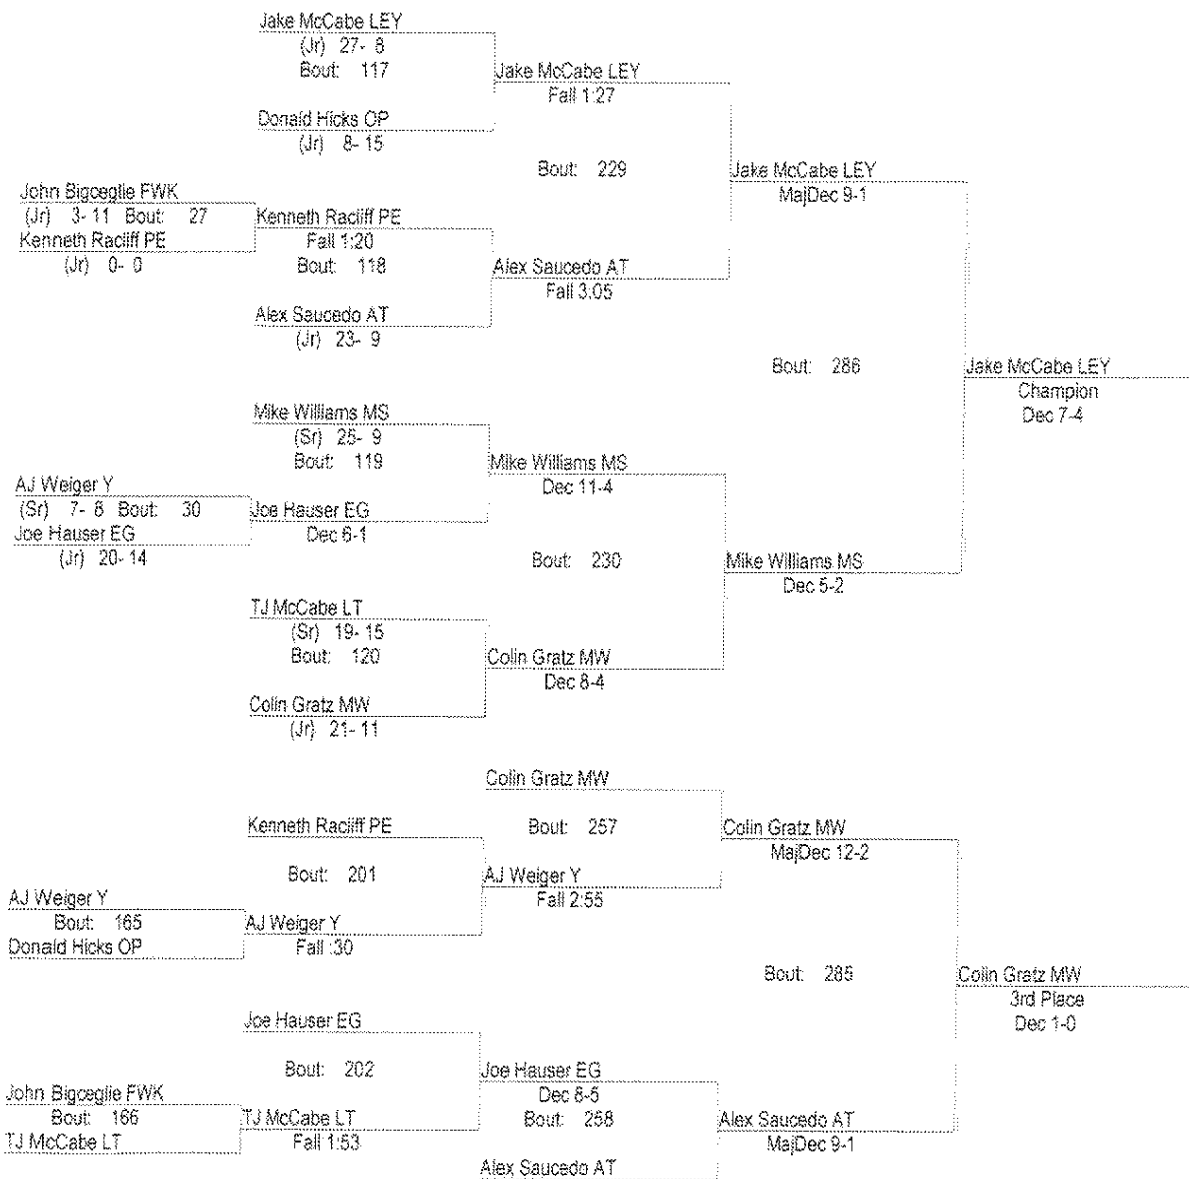 Jake McCabe LEY
(Jr) 27- 8
Bout: 117
Jake McCabe LEY
Fall 1:27
Donald Hicks OP
(Jr) 8- 15
Bout: 229
Jake McCabe LEY
MajDec 9-1
John Bigceglie FWK
(Jr) 3- 11 Bout: 27
Kenneth Racliff PE
(Jr) 0- 0
Kenneth Racliff PE
Fall 1:20
Bout: 118
Alex Saucedo AT
Fall 3:05
Alex Saucedo AT
(Jr) 23- 9
Bout: 286
Jake McCabe LEY
Champion
Dec 7-4
Mike Williams MS
(Sr) 25- 9
Bout: 119
Mike Williams MS
Dec 11-4
AJ Weiger Y
(Sr) 7- 8 Bout: 30
Joe Hauser EG
(Jr) 20- 14
Joe Hauser EG
Dec 6-1
Bout: 230
Mike Williams MS
Dec 5-2
TJ McCabe LT
(Sr) 19- 15
Bout: 120
Colin Gratz MW
Dec 8-4
Colin Gratz MW
(Jr) 21- 11
Colin Gratz MW
Bout: 257
Colin Gratz MW
MajDec 12-2
Kenneth Racliff PE
Bout: 201
AJ Weiger Y
Fall 2:55
AJ Weiger Y
Bout: 165
Donald Hicks OP
AJ Weiger Y
Fall :30
Bout: 285
Colin Gratz MW
3rd Place
Dec 1-0
Joe Hauser EG
Bout: 202
Joe Hauser EG
Dec 8-5
Bout: 258
John Bigceglie FWK
Bout: 166
TJ McCabe LT
TJ McCabe LT
Fall 1:53
Alex Saucedo AT
MajDec 9-1
Alex Saucedo AT